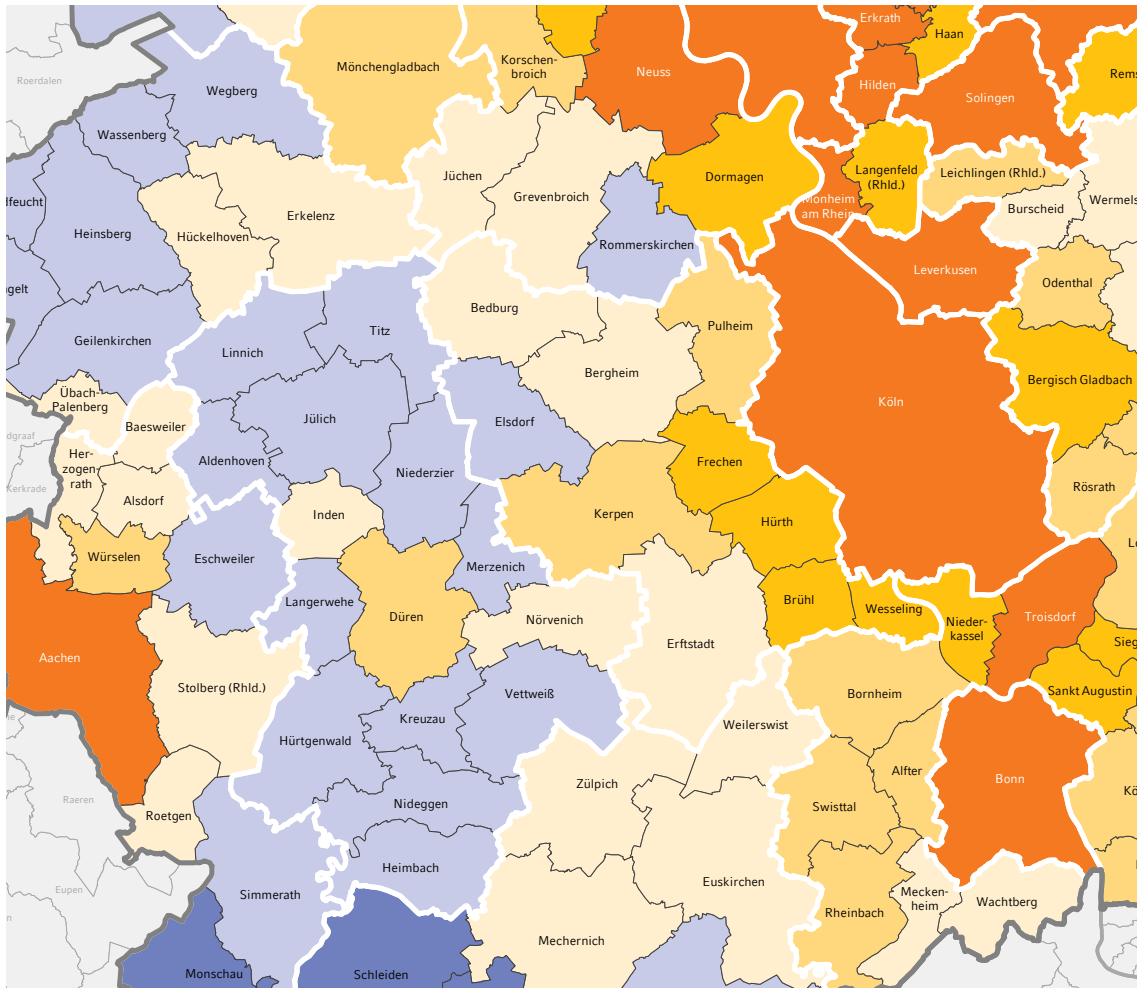 Erkrath
Haan
Mönchengladbach
Korschen-
broich
Neuss
Rems
Roerdalen
Hilden
Wegberg
Solingen
Wassenberg
Jüchen
Dormagen
Langenfeld
(Rhld.)
Leichlingen (Rhld.)
lfeucht
Grevenbroich
Monheim
am Rhein
Burscheid
Wermels
Erkelenz
Heinsberg
Hückelhoven
Rommerskirchen
Leverkusen
Odenthal
ngelt
Bedburg
Titz
Pulheim
Geilenkirchen
Linnich
Bergheim
Bergisch Gladbach
Übach-
Palenberg
Köln
Baesweiler
Jülich
Elsdorf
dgraaf
Her-
zogen-
rath
Aldenhoven
Frechen
Niederzier
Kerkrade
Alsdorf
Rösrath
Inden
Kerpen
Hürth
Würselen
Eschweiler
Merzenich
Langerwehe
Brühl
Wesseling
Düren
Nörvenich
Nieder-
kassel
Troisdorf
Erftstadt
Sieg
Aachen
Stolberg (Rhld.)
Vettweiß
Bornheim
Sankt Augustin
Kreuzau
Weilerswist
Hürtgenwald
Alfter
Bonn
Zülpich
Kö
Raeren
Nideggen
Swisttal
Roetgen
Heimbach
Eupen
Simmerath
Euskirchen
Mecken-
heim
Wachtberg
Rheinbach
Mechernich
Monschau
Schleiden